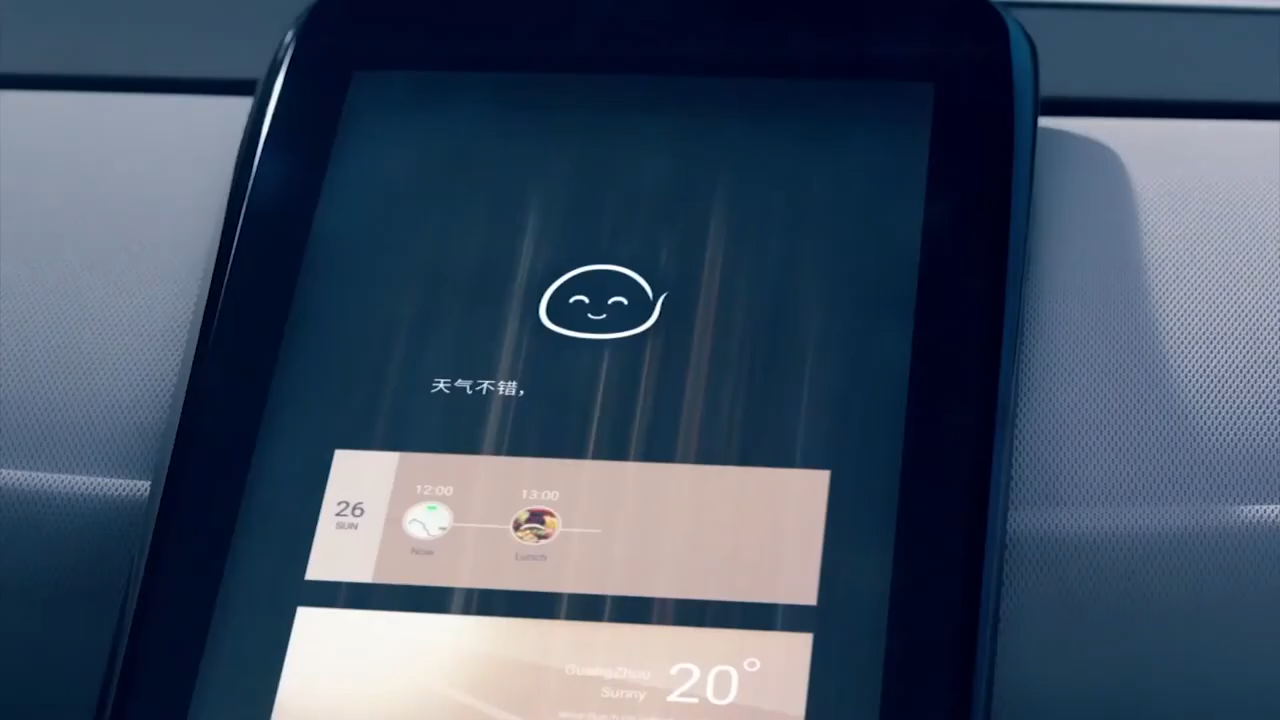 天气不错，
26
SUN
12:00
13:00
Now
Lunch
GuangZhou
Sunny
20°